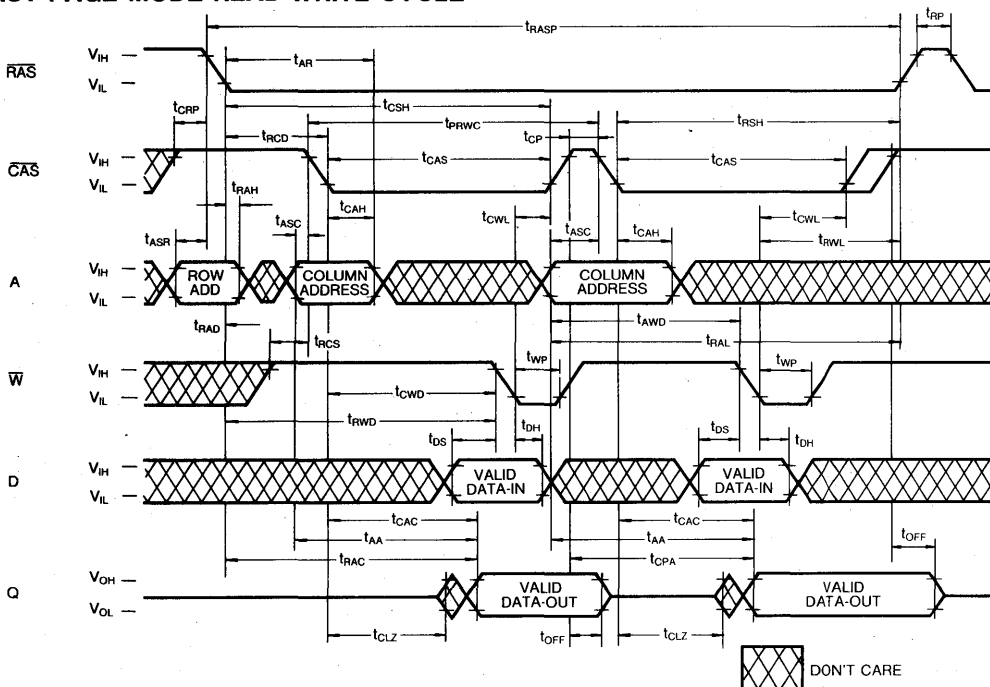 FAST PAGE MODE READ-WRITE CYCLE
tRASP
tRP
RAS
VIH
VIL
tAR
tCRP
tCSH
tPRWC
tRSH
tRCD
tCP
CAS
VIH
VIL
tCAS
tCAS
tRAH
tASC
tCAH
tCWL
tASC
tCAH
tCWL
tASR
tRWL
A
VIH
VIL
ROW
ADD
COLUMN
ADDRESS
COLUMN
ADDRESS
tRAD
tRCS
tAWD
tRAL
W
VIH
VIL
tWP
tWP
tCWD
tRWD
tDS
tDH
tDS
tDH
D
VIH
VIL
VALID
DATA-IN
VALID
DATA-IN
tCAC
tCAC
tAA
tAA
tRAC
tCPA
tOFF
Q
VOH
VOL
VALID
DATA-OUT
VALID
DATA-OUT
tCLZ
tOFF
tCLZ
DON'T CARE